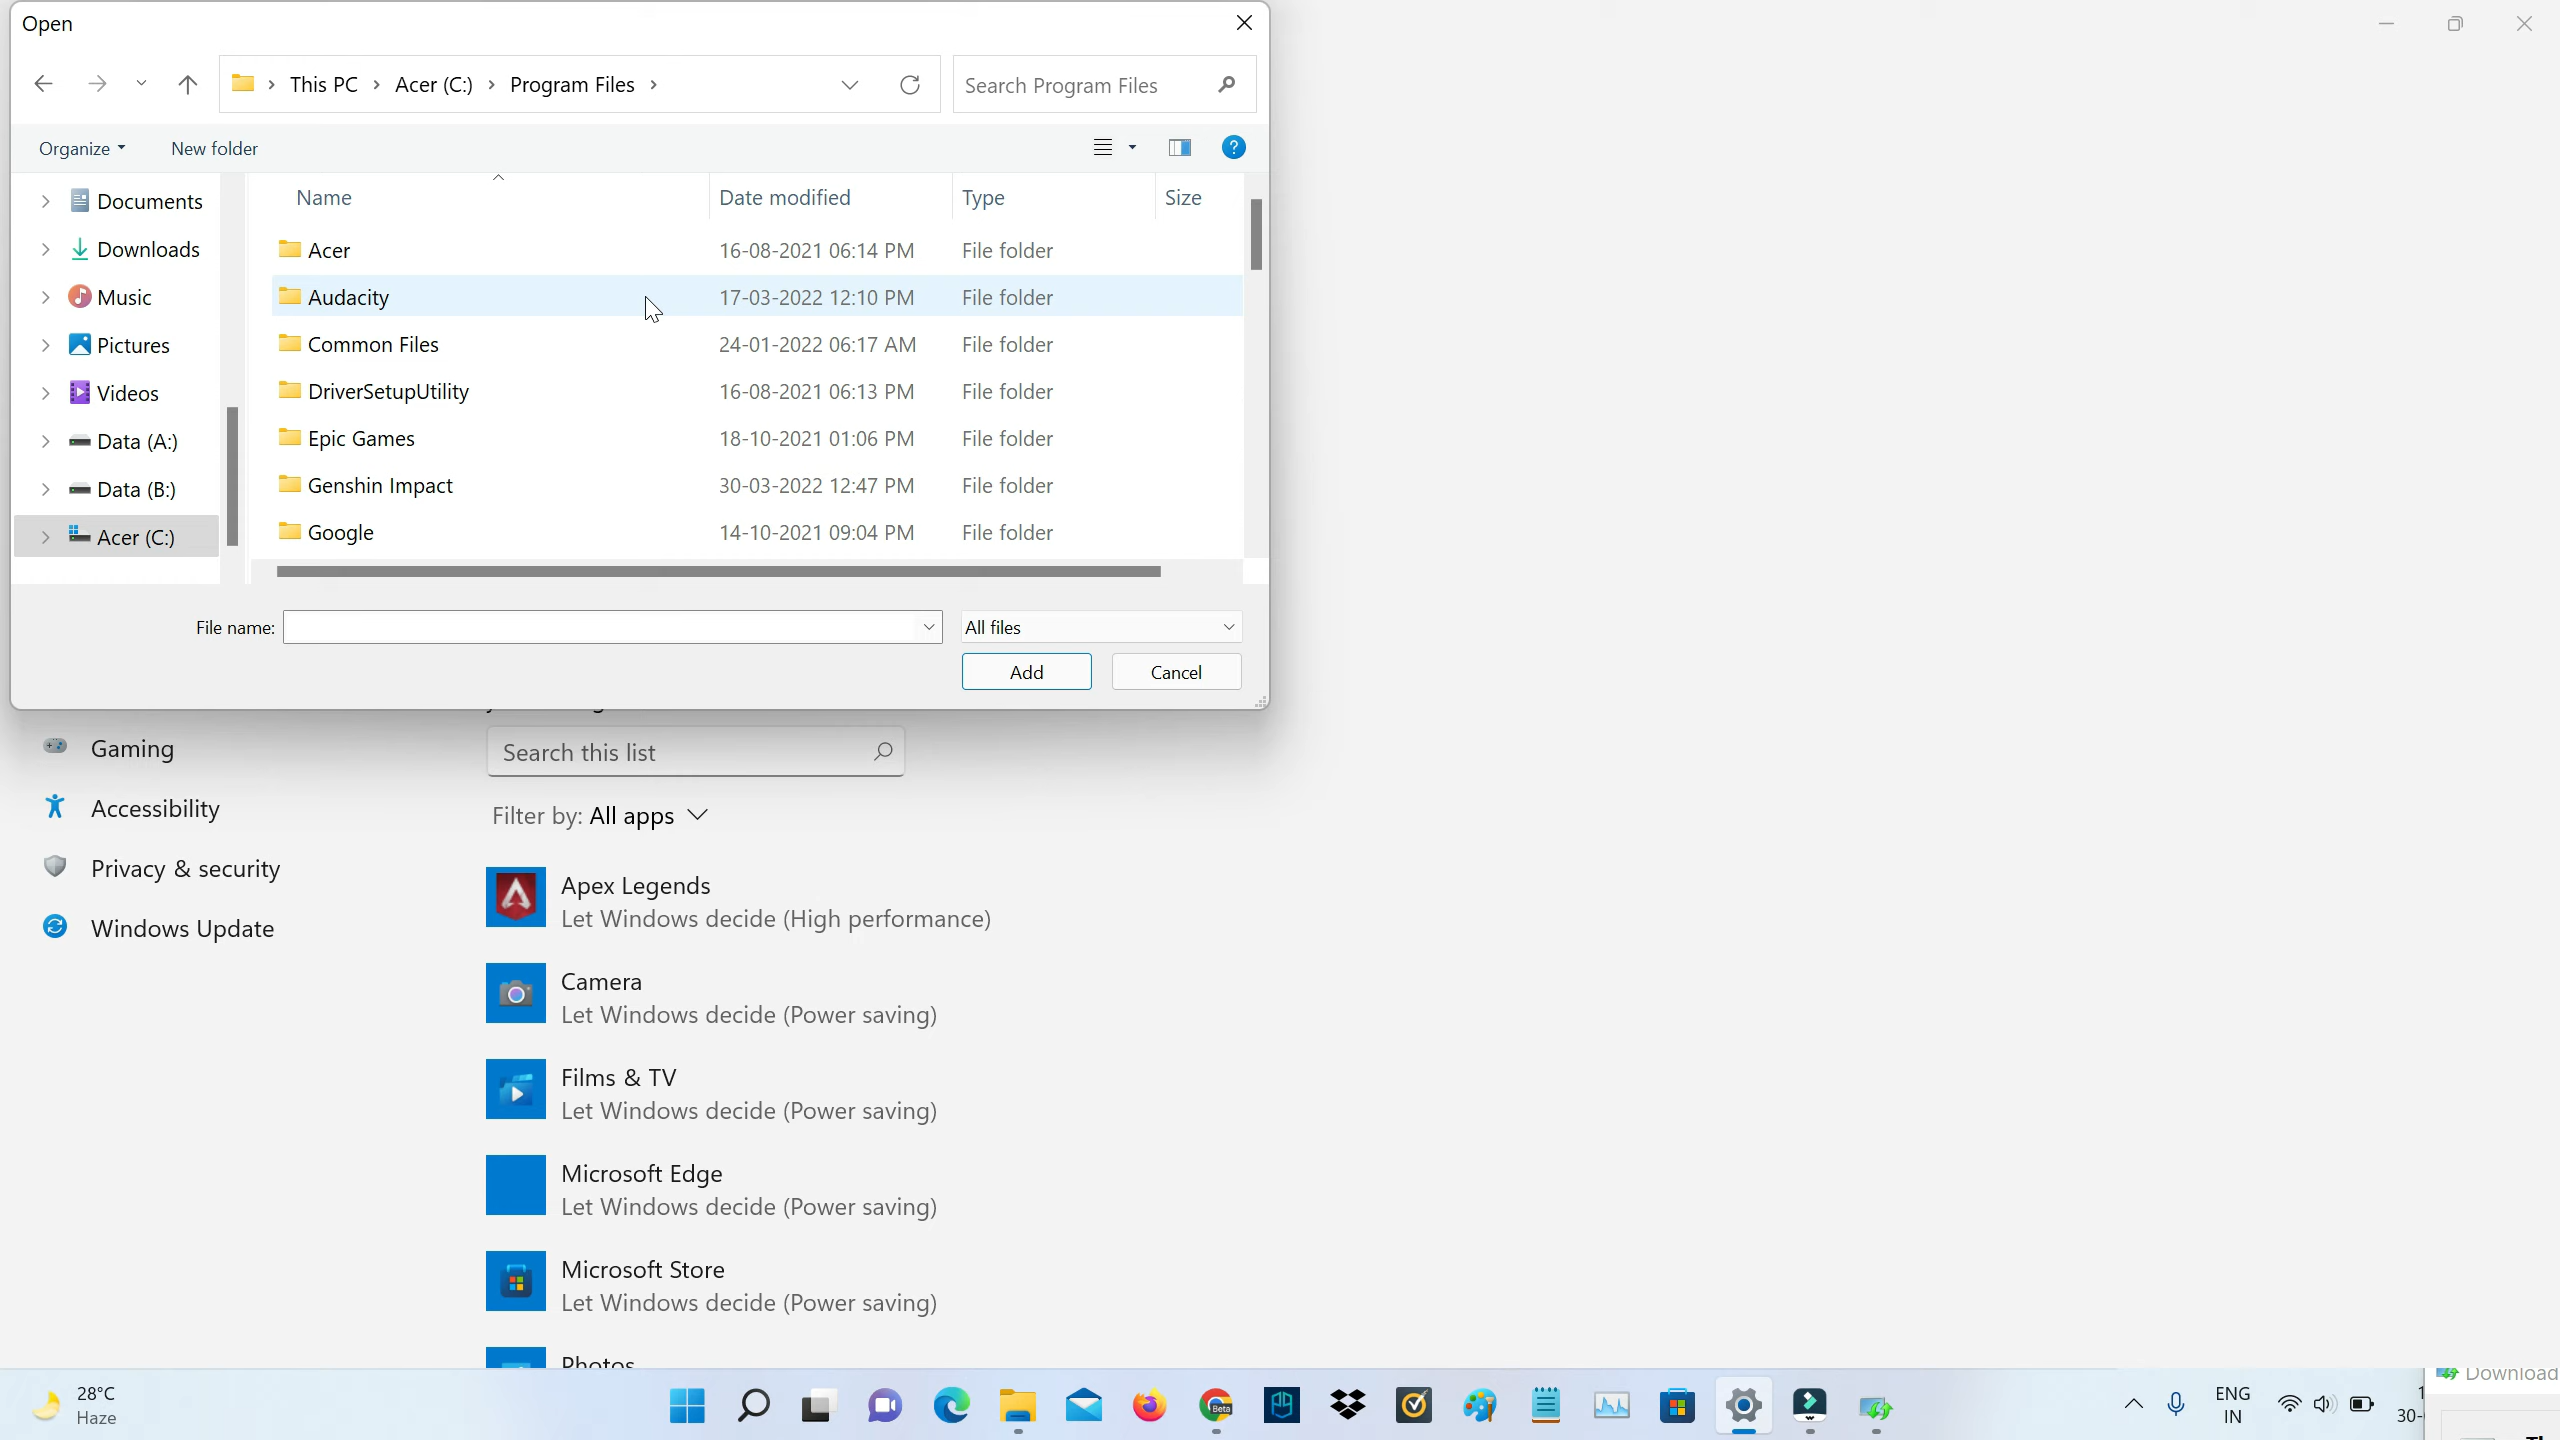 Open
This PC › Acer (C:) › Program Files ›
Search Program Files
Organize
New folder
?
Documents
Downloads
Music
Pictures
Videos
Data (A:)
Data (B:)
Acer (C:)
Name Date modified Type Size
Acer 16-08-2021 06:14 PM File folder
Audacity 17-03-2022 12:10 PM File folder
Common Files 24-01-2022 06:17 AM File folder
DriverSetupUtility 16-08-2021 06:13 PM File folder
Epic Games 18-10-2021 01:06 PM File folder
Genshin Impact 30-03-2022 12:47 PM File folder
Google 14-10-2021 09:04 PM File folder
File name:
All files
Add
Cancel
Gaming
Accessibility
Privacy & security
Windows Update
Search this list
Filter by: All apps
Apex Legends
Let Windows decide (High performance)
Camera
Let Windows decide (Power saving)
Films & TV
Let Windows decide (Power saving)
Microsoft Edge
Let Windows decide (Power saving)
Microsoft Store
Let Windows decide (Power saving)
Photos
28°C
Haze
Beta
ENG
IN
30-
Download